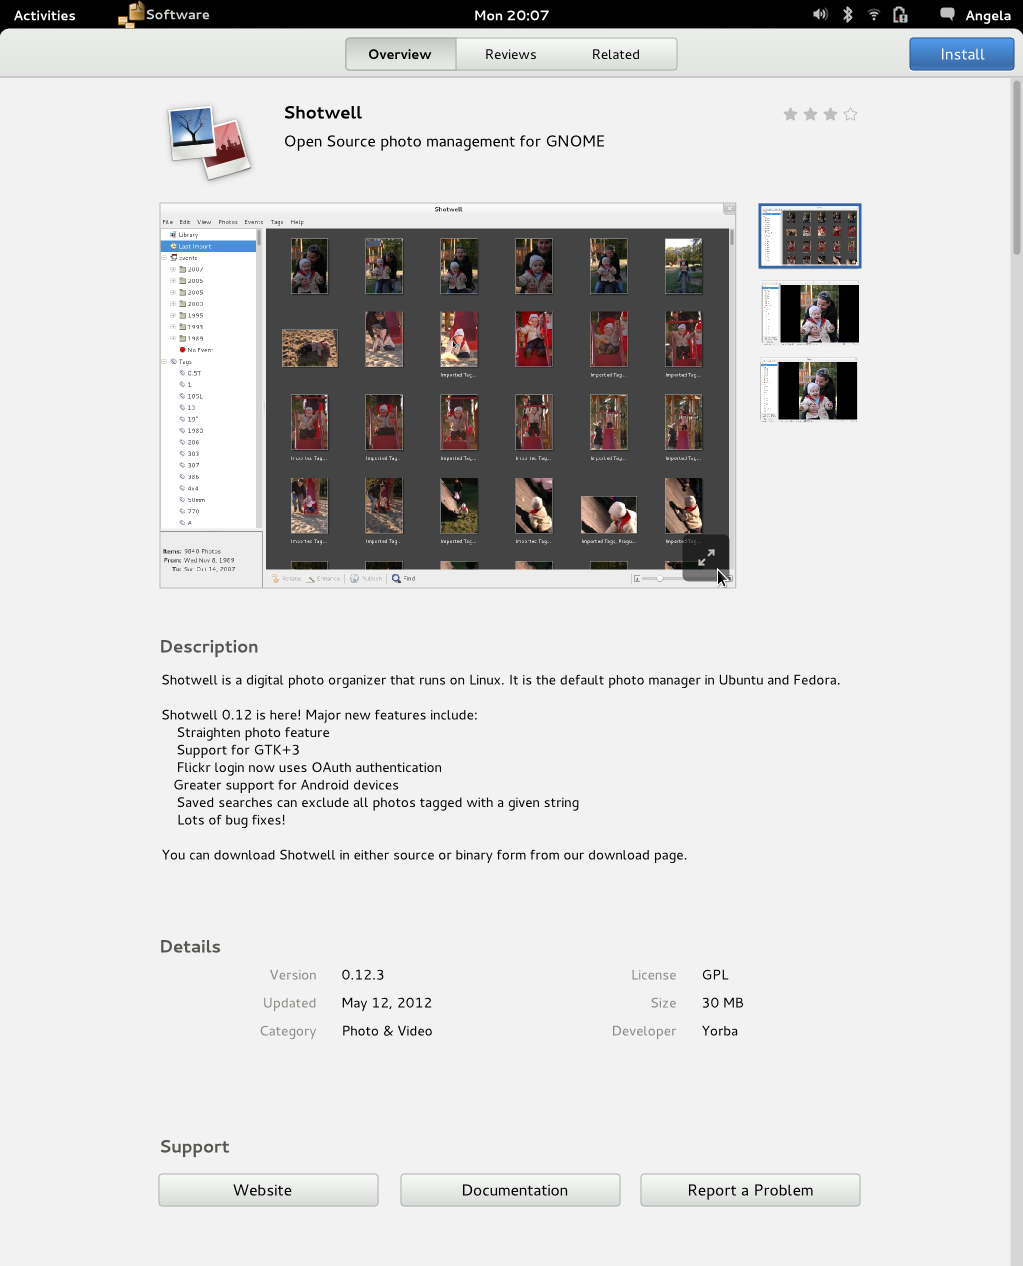 Activities
Software
Mon 20:07
Angela
Overview
Reviews
Related
Install
Shotwell
Open Source photo management for GNOME
Shotwell
File Edit View Photos Events Tags Help
Library
Last Import
Events
2007
2006
2005
2003
1995
1993
1989
No Event
Tags
0.5T
1
105L
13
19"
1980
206
303
307
386
4x4
50mm
770
A
Imported Tag... Imported Tag... Imported Tag...
Imported Tag... Imported Tag... Imported Tag... Imported Tag... Imported Tag... Imported Tag...
Imported Tag... Imported Tag... Imported Tag... Imported Tag... Imported Tags, Pragu... Imported Tag...
Items: 9840 Photos
From: Wed Nov 8, 1989
To: Sun Oct 14, 2007
Rotate Enhance Publish Find
Description
Shotwell is a digital photo organizer that runs on Linux. It is the default photo manager in Ubuntu and Fedora.
Shotwell 0.12 is here! Major new features include:
Straighten photo feature
Support for GTK+3
Flickr login now uses OAuth authentication
Greater support for Android devices
Saved searches can exclude all photos tagged with a given string
Lots of bug fixes!
You can download Shotwell in either source or binary form from our download page.
Details
Version 0.12.3 License GPL
Updated May 12, 2012 Size 30 MB
Category Photo & Video Developer Yorba
Support
Website
Documentation
Report a Problem